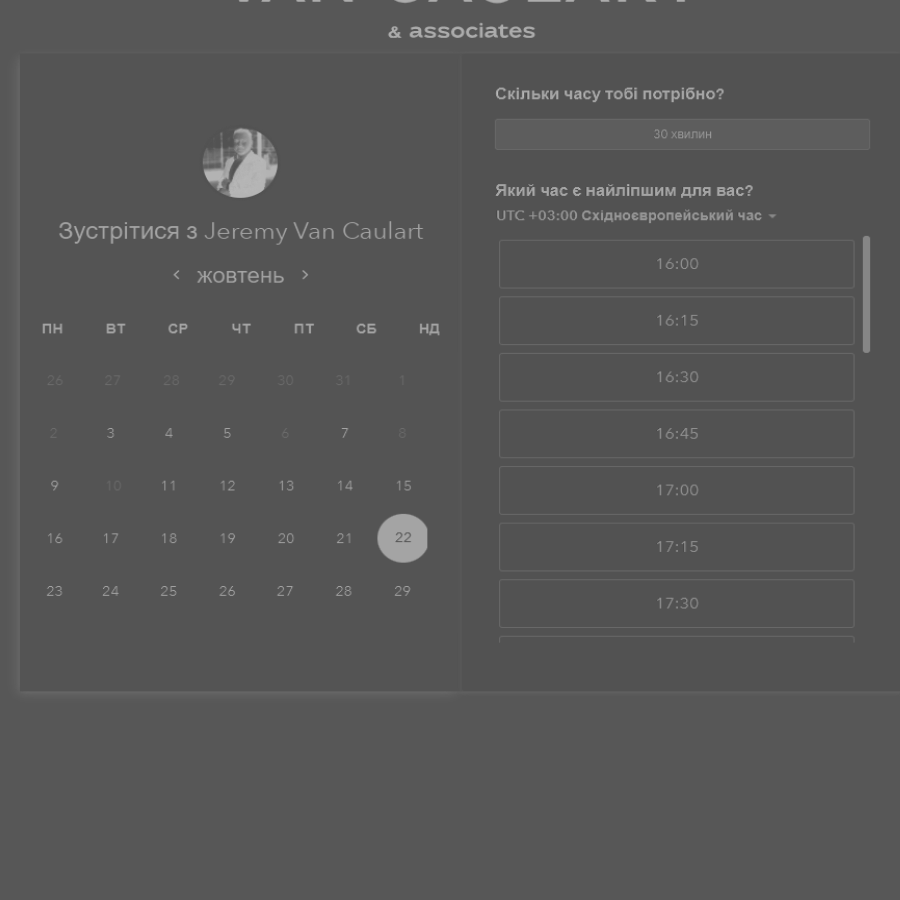 & associates
Зустрітися з Jeremy Van Caulart
жовтень
ПН ВТ СР ЧТ ПТ СБ НД
26 27 28 29 30 31 1
2 3 4 5 6 7 8
9 10 11 12 13 14 15
16 17 18 19 20 21 22
23 24 25 26 27 28 29
Скільки часу тобі потрібно?
30 хвилин
Який час є найліпшим для вас?
UTC +03:00 Східноєвропейський час
16:00
16:15
16:30
16:45
17:00
17:15
17:30